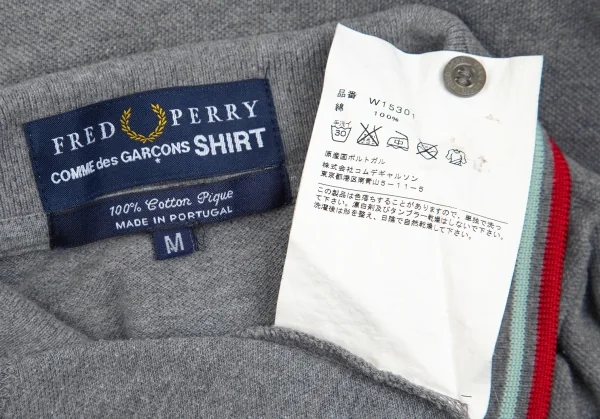 FRED PERRY
COMME des GARÇONS SHIRT
100% Cotton Pique
MADE IN PORTUGAL
M
品番 W15301
綿 100%
手洗イ
30
原産国ポルトガル
株式会社コムデギャルソン
東京都港区南青山5-11-5
この製品は色落ちすることがありますので、単独で洗っ
て下さい。漂白剤及びタンブラー乾燥はしないで下さい。
洗濯後は形を整え、日陰で自然乾燥して下さい。